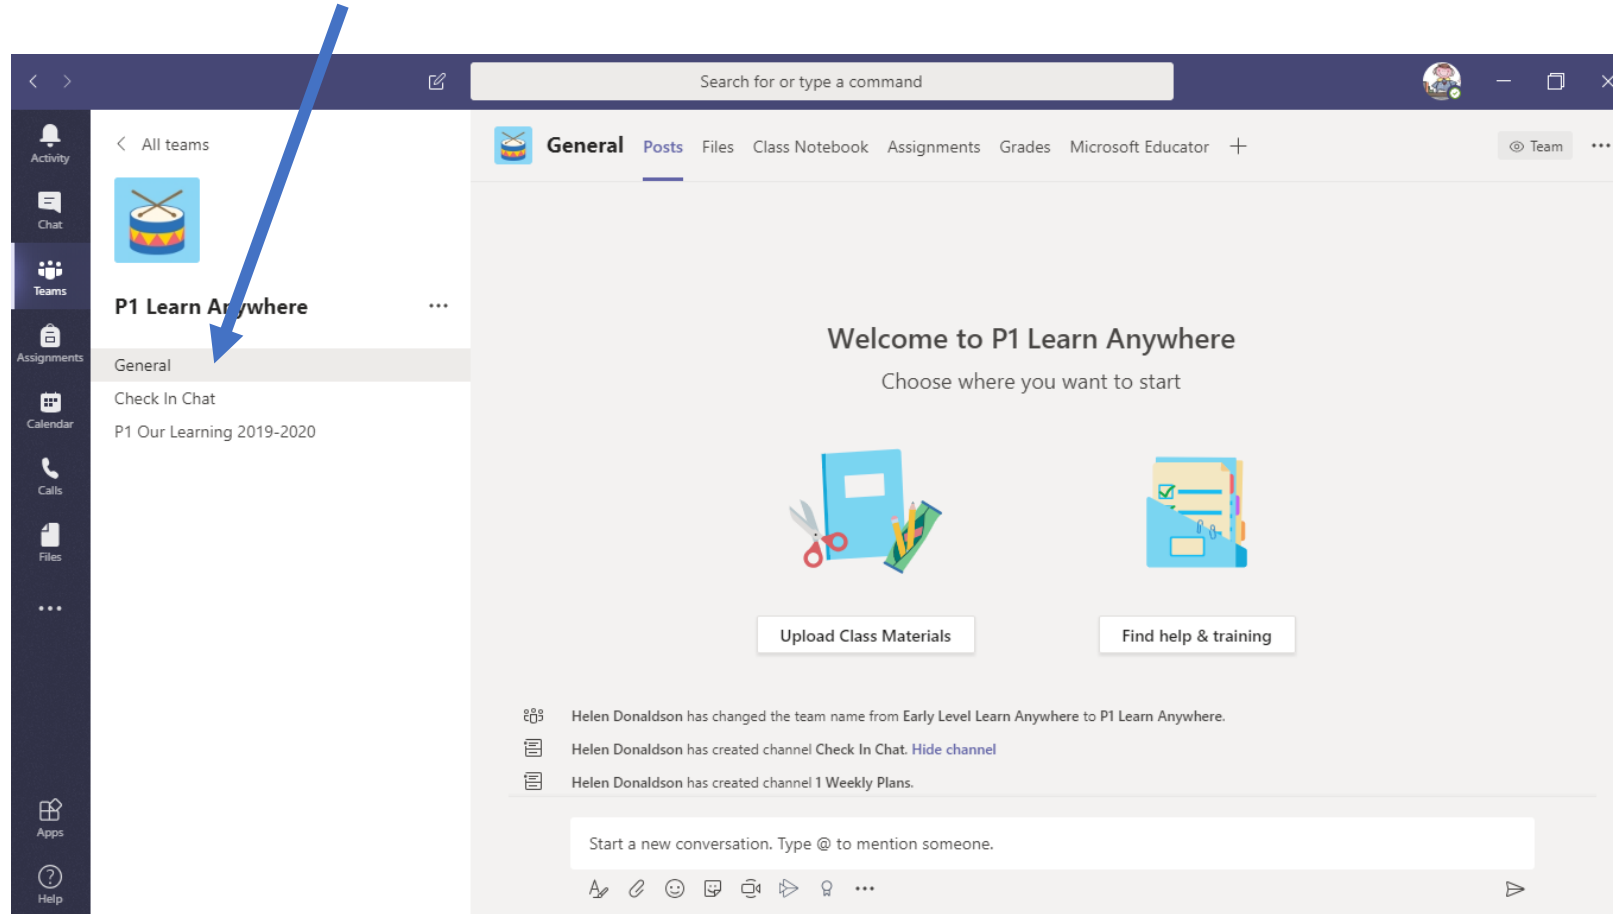 Search for or type a command
Activity
Chat
Teams
Assignments
Calendar
Calls
Files
Apps
Help
All teams
P1 Learn Anywhere
General
Check In Chat
P1 Our Learning 2019-2020
General Posts Files Class Notebook Assignments Grades Microsoft Educator
Team
Welcome to P1 Learn Anywhere
Choose where you want to start
Upload Class Materials
Find help & training
Helen Donaldson has changed the team name from Early Level Learn Anywhere to P1 Learn Anywhere.
Helen Donaldson has created channel Check In Chat. Hide channel
Helen Donaldson has created channel 1 Weekly Plans.
Start a new conversation. Type @ to mention someone.